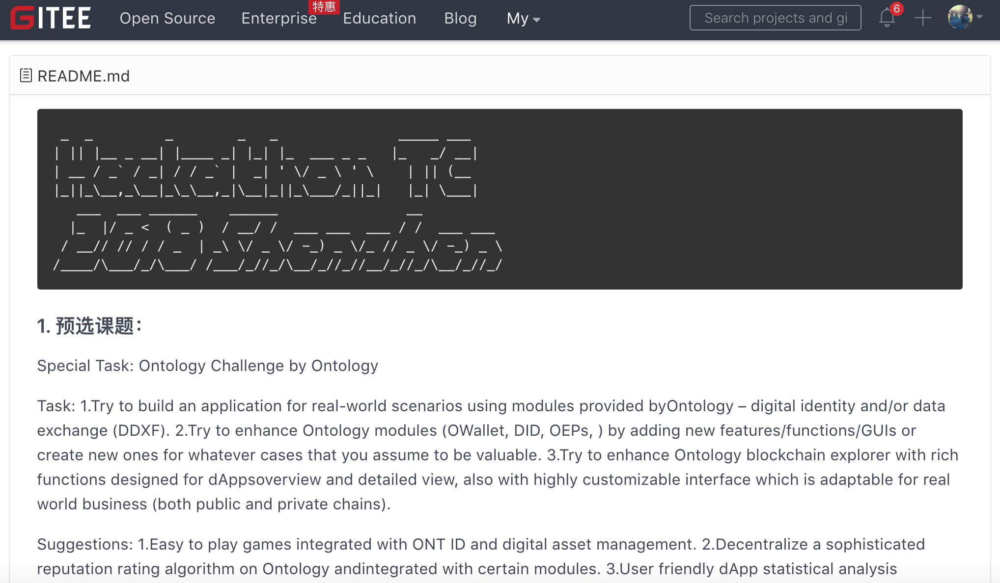 GITEE Open Source Enterprise 特惠 Education Blog My Search projects and gi 6
README.md
 _  _         _        _   _               _____ ___
| || |__ _ __| |____ _| |_| |_  ___ _ _   |_   _/ __|
| __ / _` / _| / / _` |  _| ' \/ _ \ ' \    | || (__
|_||_\__,_\__|_\_\__,_|\__|_||_\___/_||_|   |_| \___|
   ___  ___ ______    ______                __
  |_  |/ _ <  ( _ )  / __/ /  ___ ___  ___ / /  ___ ___
 / __// // / / _  | _\ \/ _ \/ -_) _ \/_ // _ \/ -_) _ \
/____/\___/_/\___/ /___/_//_/\__/_//_//__/_//_/\__/_//_/
1. 预选课题：
Special Task: Ontology Challenge by Ontology
Task: 1.Try to build an application for real-world scenarios using modules provided byOntology – digital identity and/or data
exchange (DDXF). 2.Try to enhance Ontology modules (OWallet, DID, OEPs, ) by adding new features/functions/GUIs or
create new ones for whatever cases that you assume to be valuable. 3.Try to enhance Ontology blockchain explorer with rich
functions designed for dAppsoverview and detailed view, also with highly customizable interface which is adaptable for real
world business (both public and private chains).
Suggestions: 1.Easy to play games integrated with ONT ID and digital asset management. 2.Decentralize a sophisticated
reputation rating algorithm on Ontology andintegrated with certain modules. 3.User friendly dApp statistical analysis